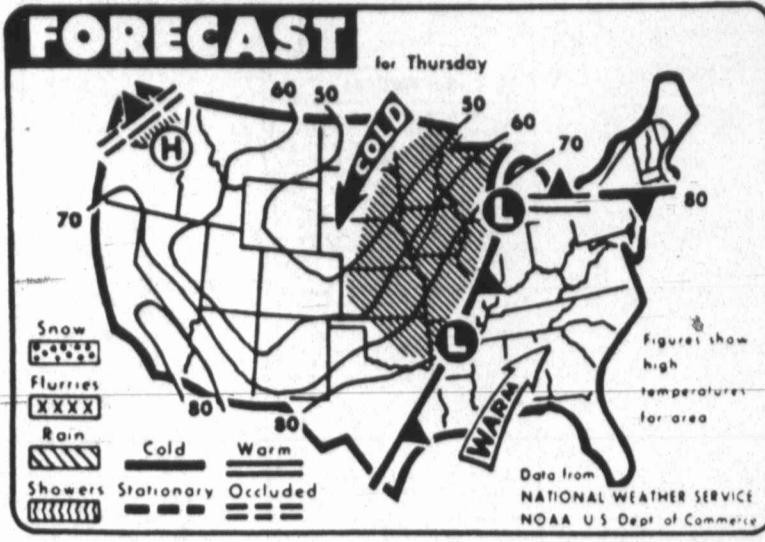 FORECAST
for Thursday
60 50
50
60
70
80
70
80
80
COLD
WARM
H
L
L
Snow
Flurries
XXXX
Rain
Showers
Cold
Warm
Stationary
Occluded
Figures show
high
temperatures
for area
Data from
NATIONAL WEATHER SERVICE
NOAA U S Dept of Commerce